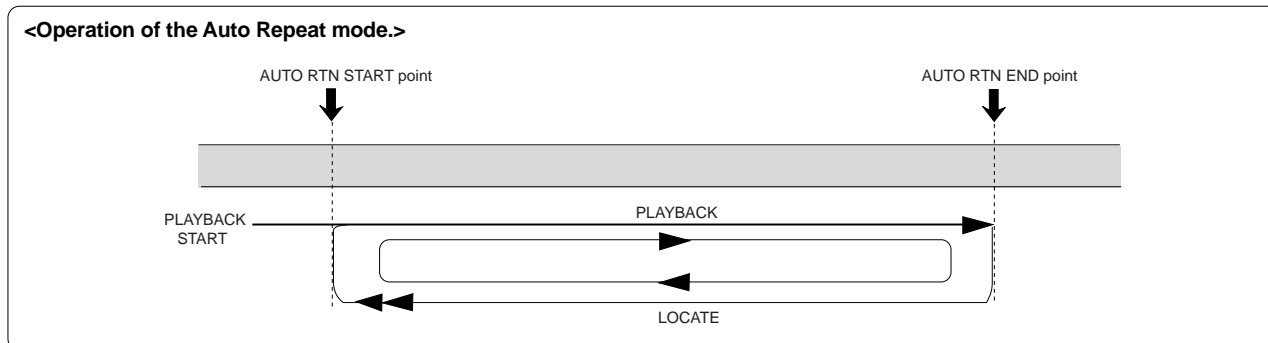 <Operation of the Auto Repeat mode.>
AUTO RTN START point
AUTO RTN END point
PLAYBACK
START
PLAYBACK
LOCATE